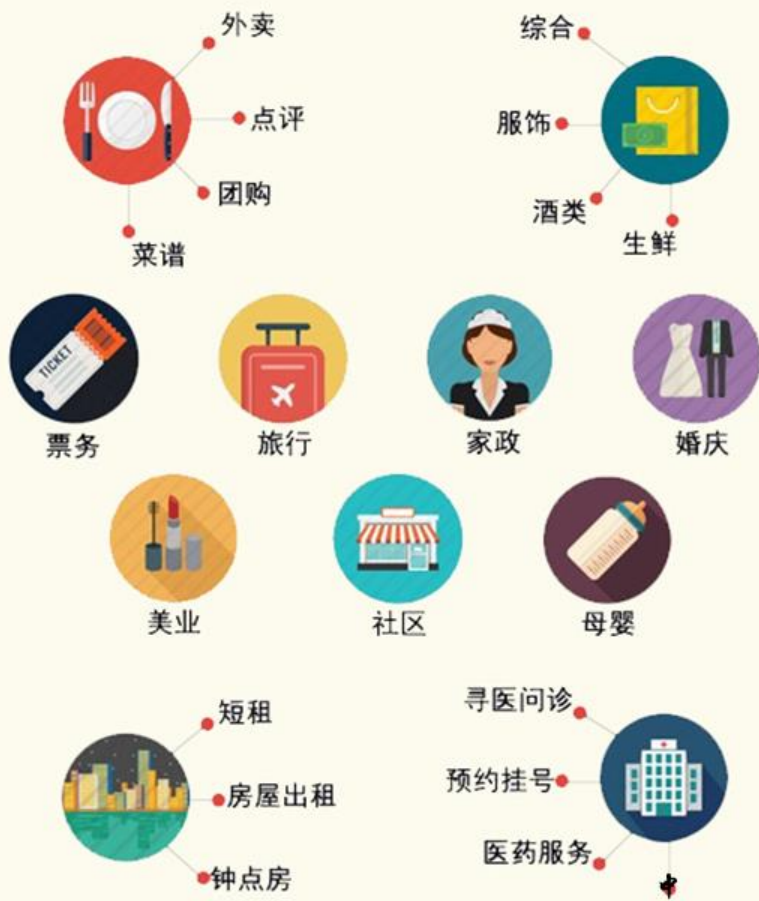 外卖
综合
点评
服饰
团购
酒类
菜谱
生鲜
TICKET
票务
旅行
家政
婚庆
美业
社区
母婴
短租
寻医问诊
房屋出租
预约挂号
钟点房
医药服务
中